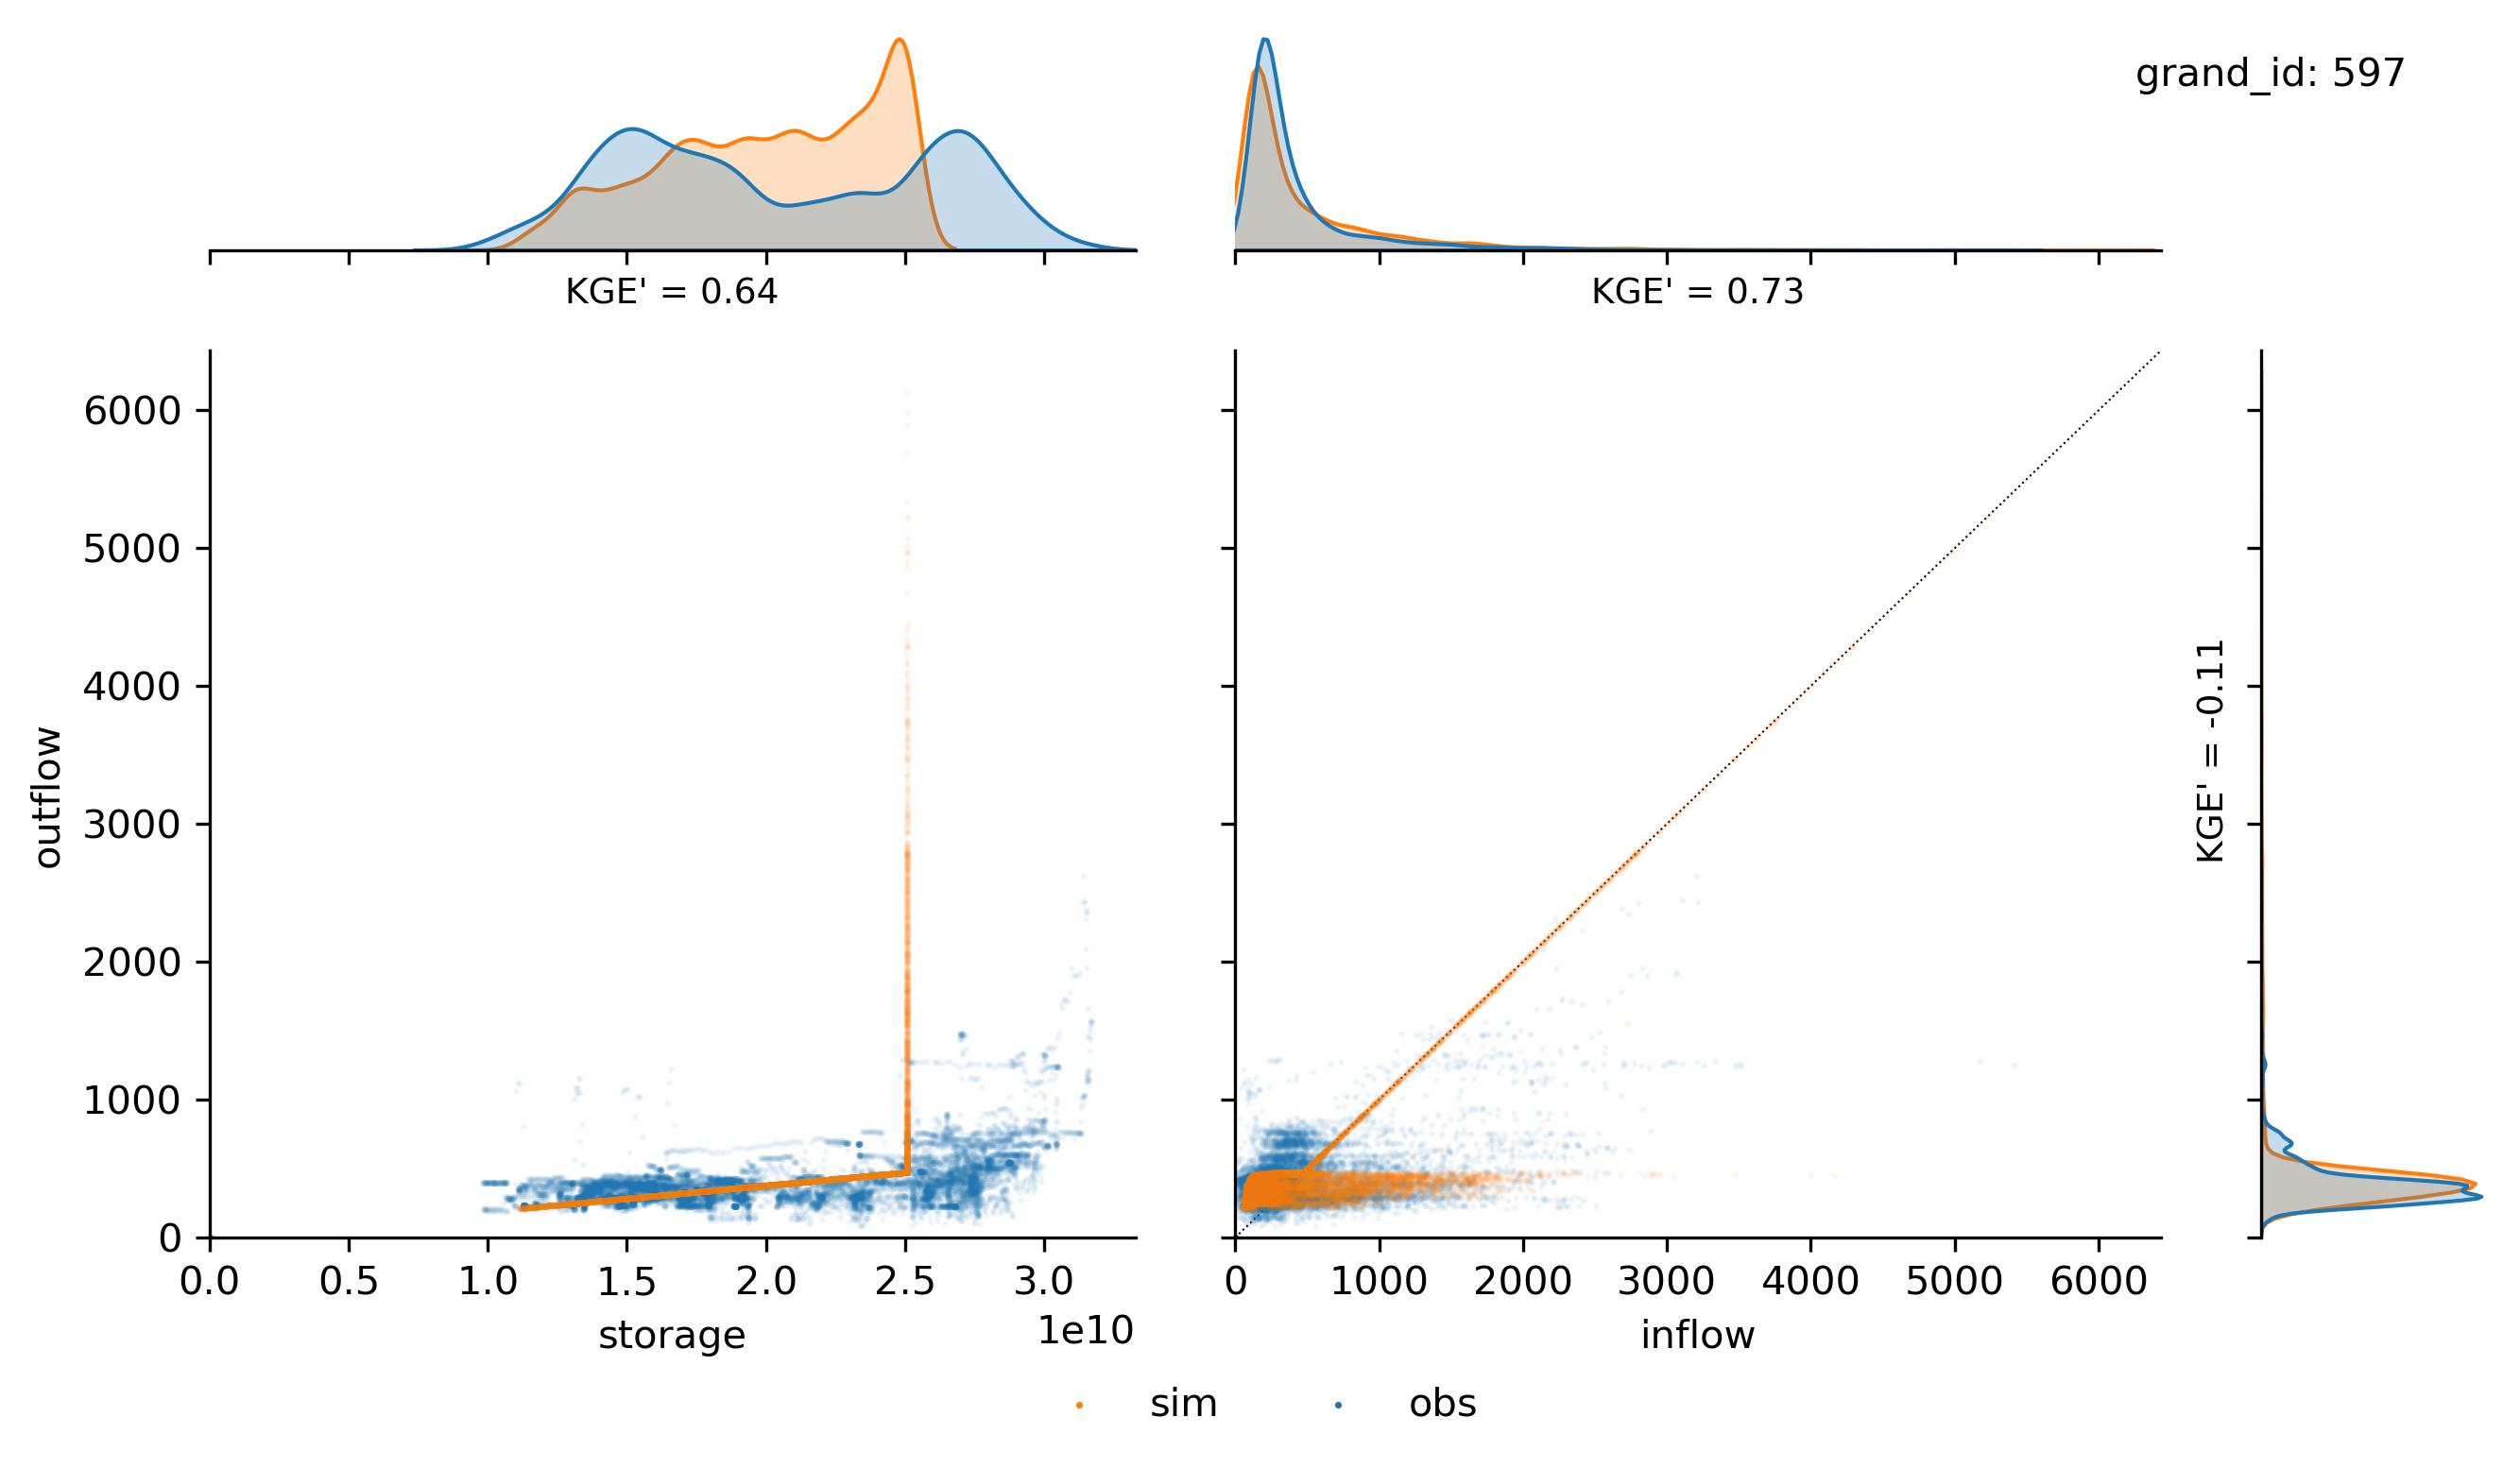 grand_id: 597
KGE' = 0.64
KGE' = 0.73
outflow
6000
5000
4000
3000
2000
1000
0
KGE' = -0.11
0.0 0.5 1.0 1.5 2.0 2.5 3.0
1e10
storage
0 1000 2000 3000 4000 5000 6000
inflow
sim obs